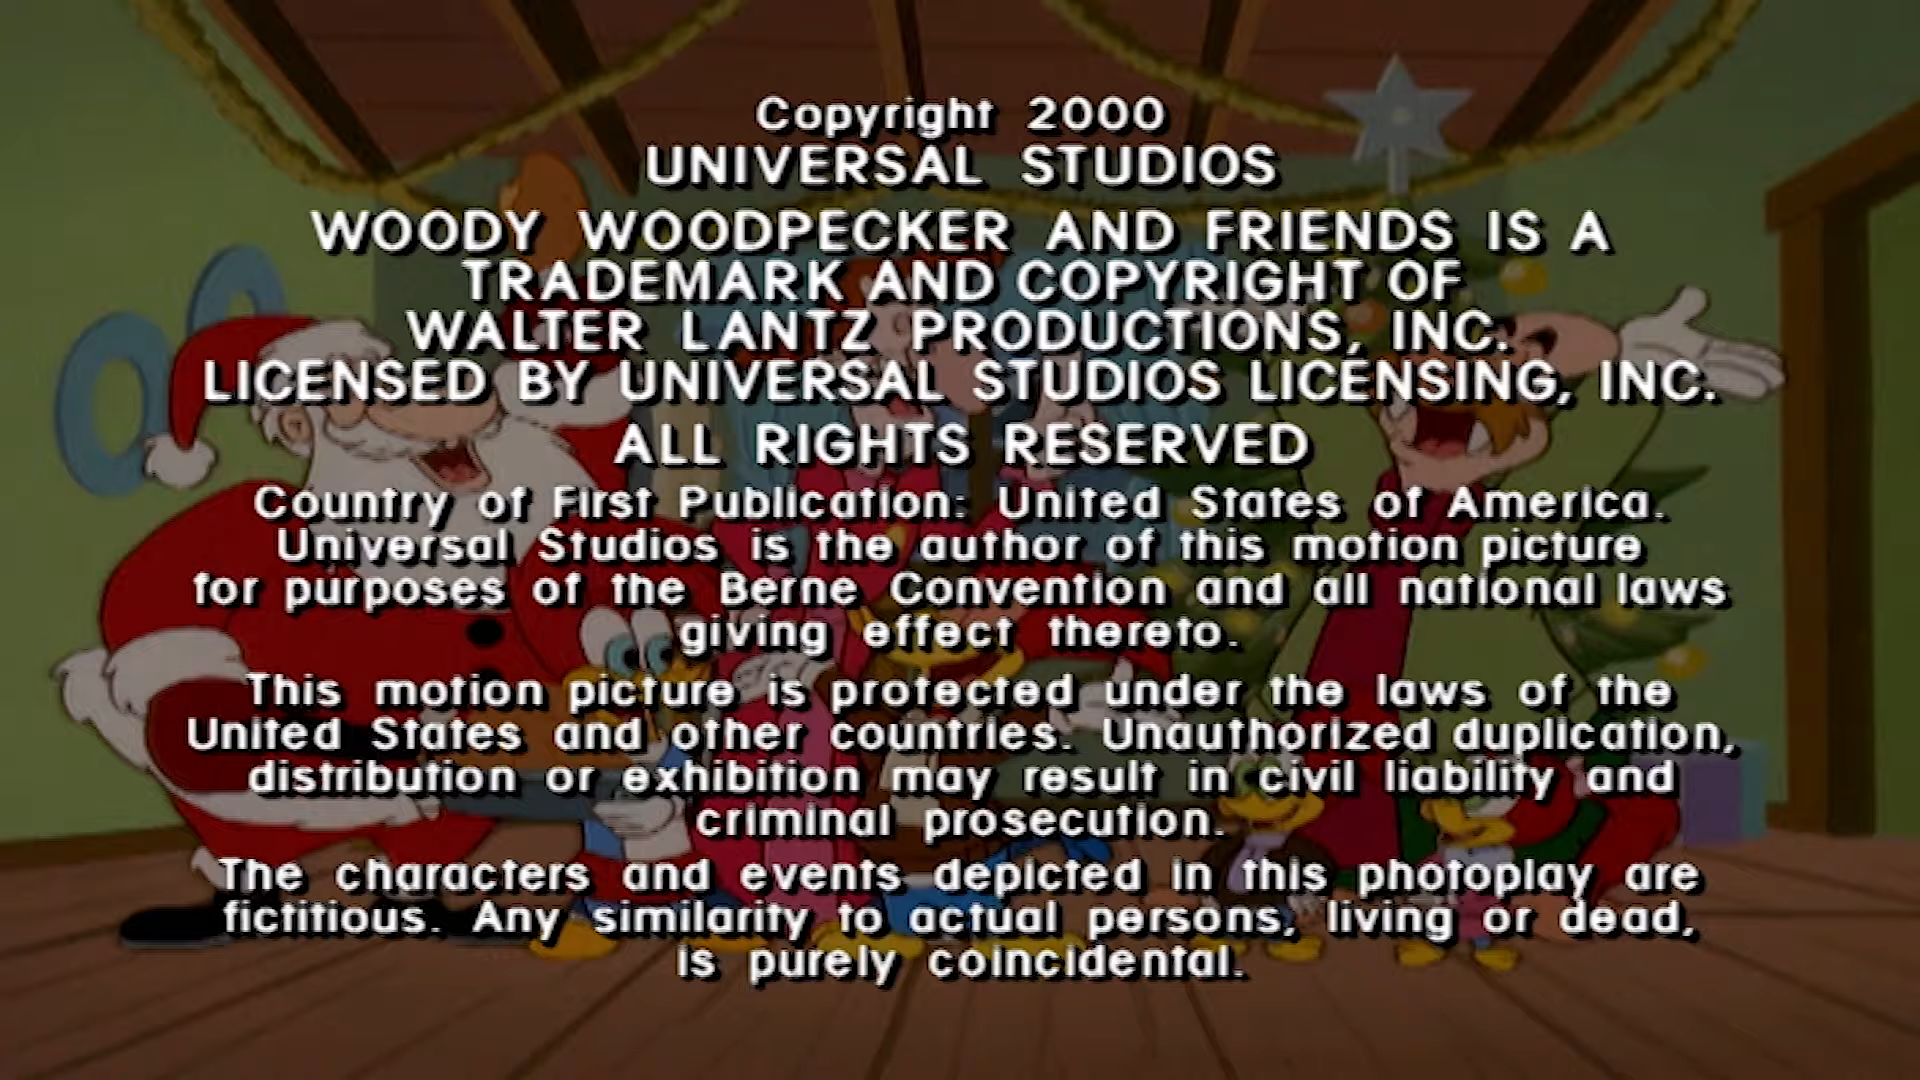 Copyright 2000
UNIVERSAL STUDIOS
WOODY WOODPECKER AND FRIENDS IS A
TRADEMARK AND COPYRIGHT OF
WALTER LANTZ PRODUCTIONS, INC.
LICENSED BY UNIVERSAL STUDIOS LICENSING, INC.
ALL RIGHTS RESERVED
Country of First Publication: United States of America.
Universal Studios is the author of this motion picture
for purposes of the Berne Convention and all national laws
giving effect thereto.
This motion picture is protected under the laws of the
United States and other countries. Unauthorized duplication,
distribution or exhibition may result in civil liability and
criminal prosecution.
The characters and events depicted in this photoplay are
fictitious. Any similarity to actual persons, living or dead,
is purely coincidental.